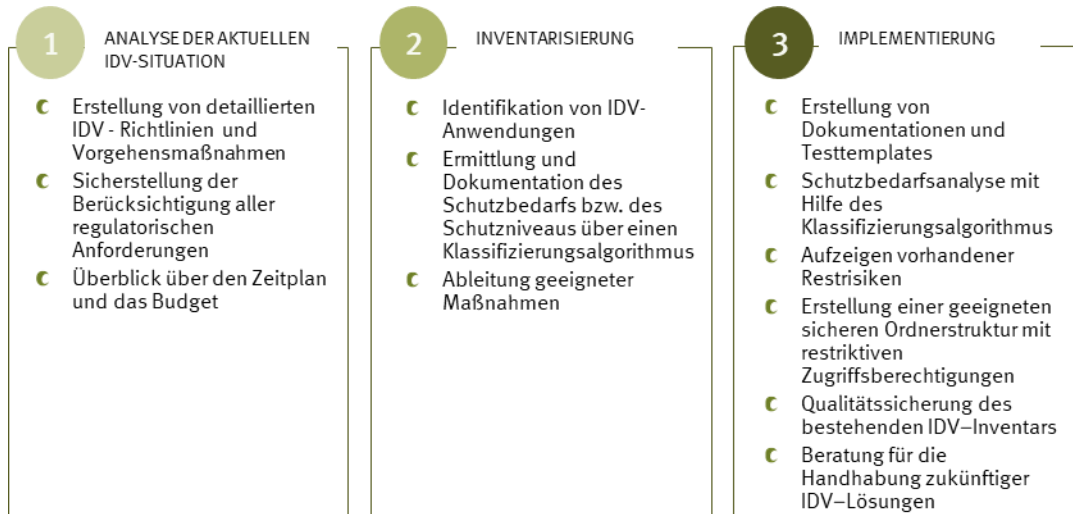 1
ANALYSE DER AKTUELLEN
IDV-SITUATION
Erstellung von detaillierten
IDV - Richtlinien und
Vorgehensmaßnahmen
Sicherstellung der
Berücksichtigung aller
regulatorischen
Anforderungen
Überblick über den Zeitplan
und das Budget
2
INVENTARISIERUNG
Identifikation von IDV-
Anwendungen
Ermittlung und
Dokumentation des
Schutzbedarfs bzw. des
Schutzniveaus über einen
Klassifizierungsalgorithmus
Ableitung geeigneter
Maßnahmen
3
IMPLEMENTIERUNG
Erstellung von
Dokumentationen und
Testtemplates
Schutzbedarfsanalyse mit
Hilfe des
Klassifizierungsalgorithmus
Aufzeigen vorhandener
Restrisiken
Erstellung einer geeigneten
sicheren Ordnerstruktur mit
restriktiven
Zugriffsberechtigungen
Qualitätssicherung des
bestehenden IDV–Inventars
Beratung für die
Handhabung zukünftiger
IDV–Lösungen